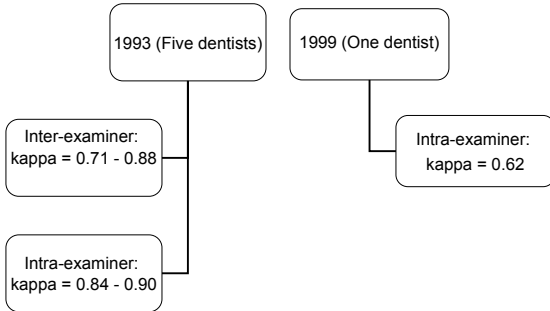 1993 (Five dentists)
1999 (One dentist)
Inter-examiner:
kappa = 0.71 - 0.88
Intra-examiner:
kappa = 0.62
Intra-examiner:
kappa = 0.84 - 0.90